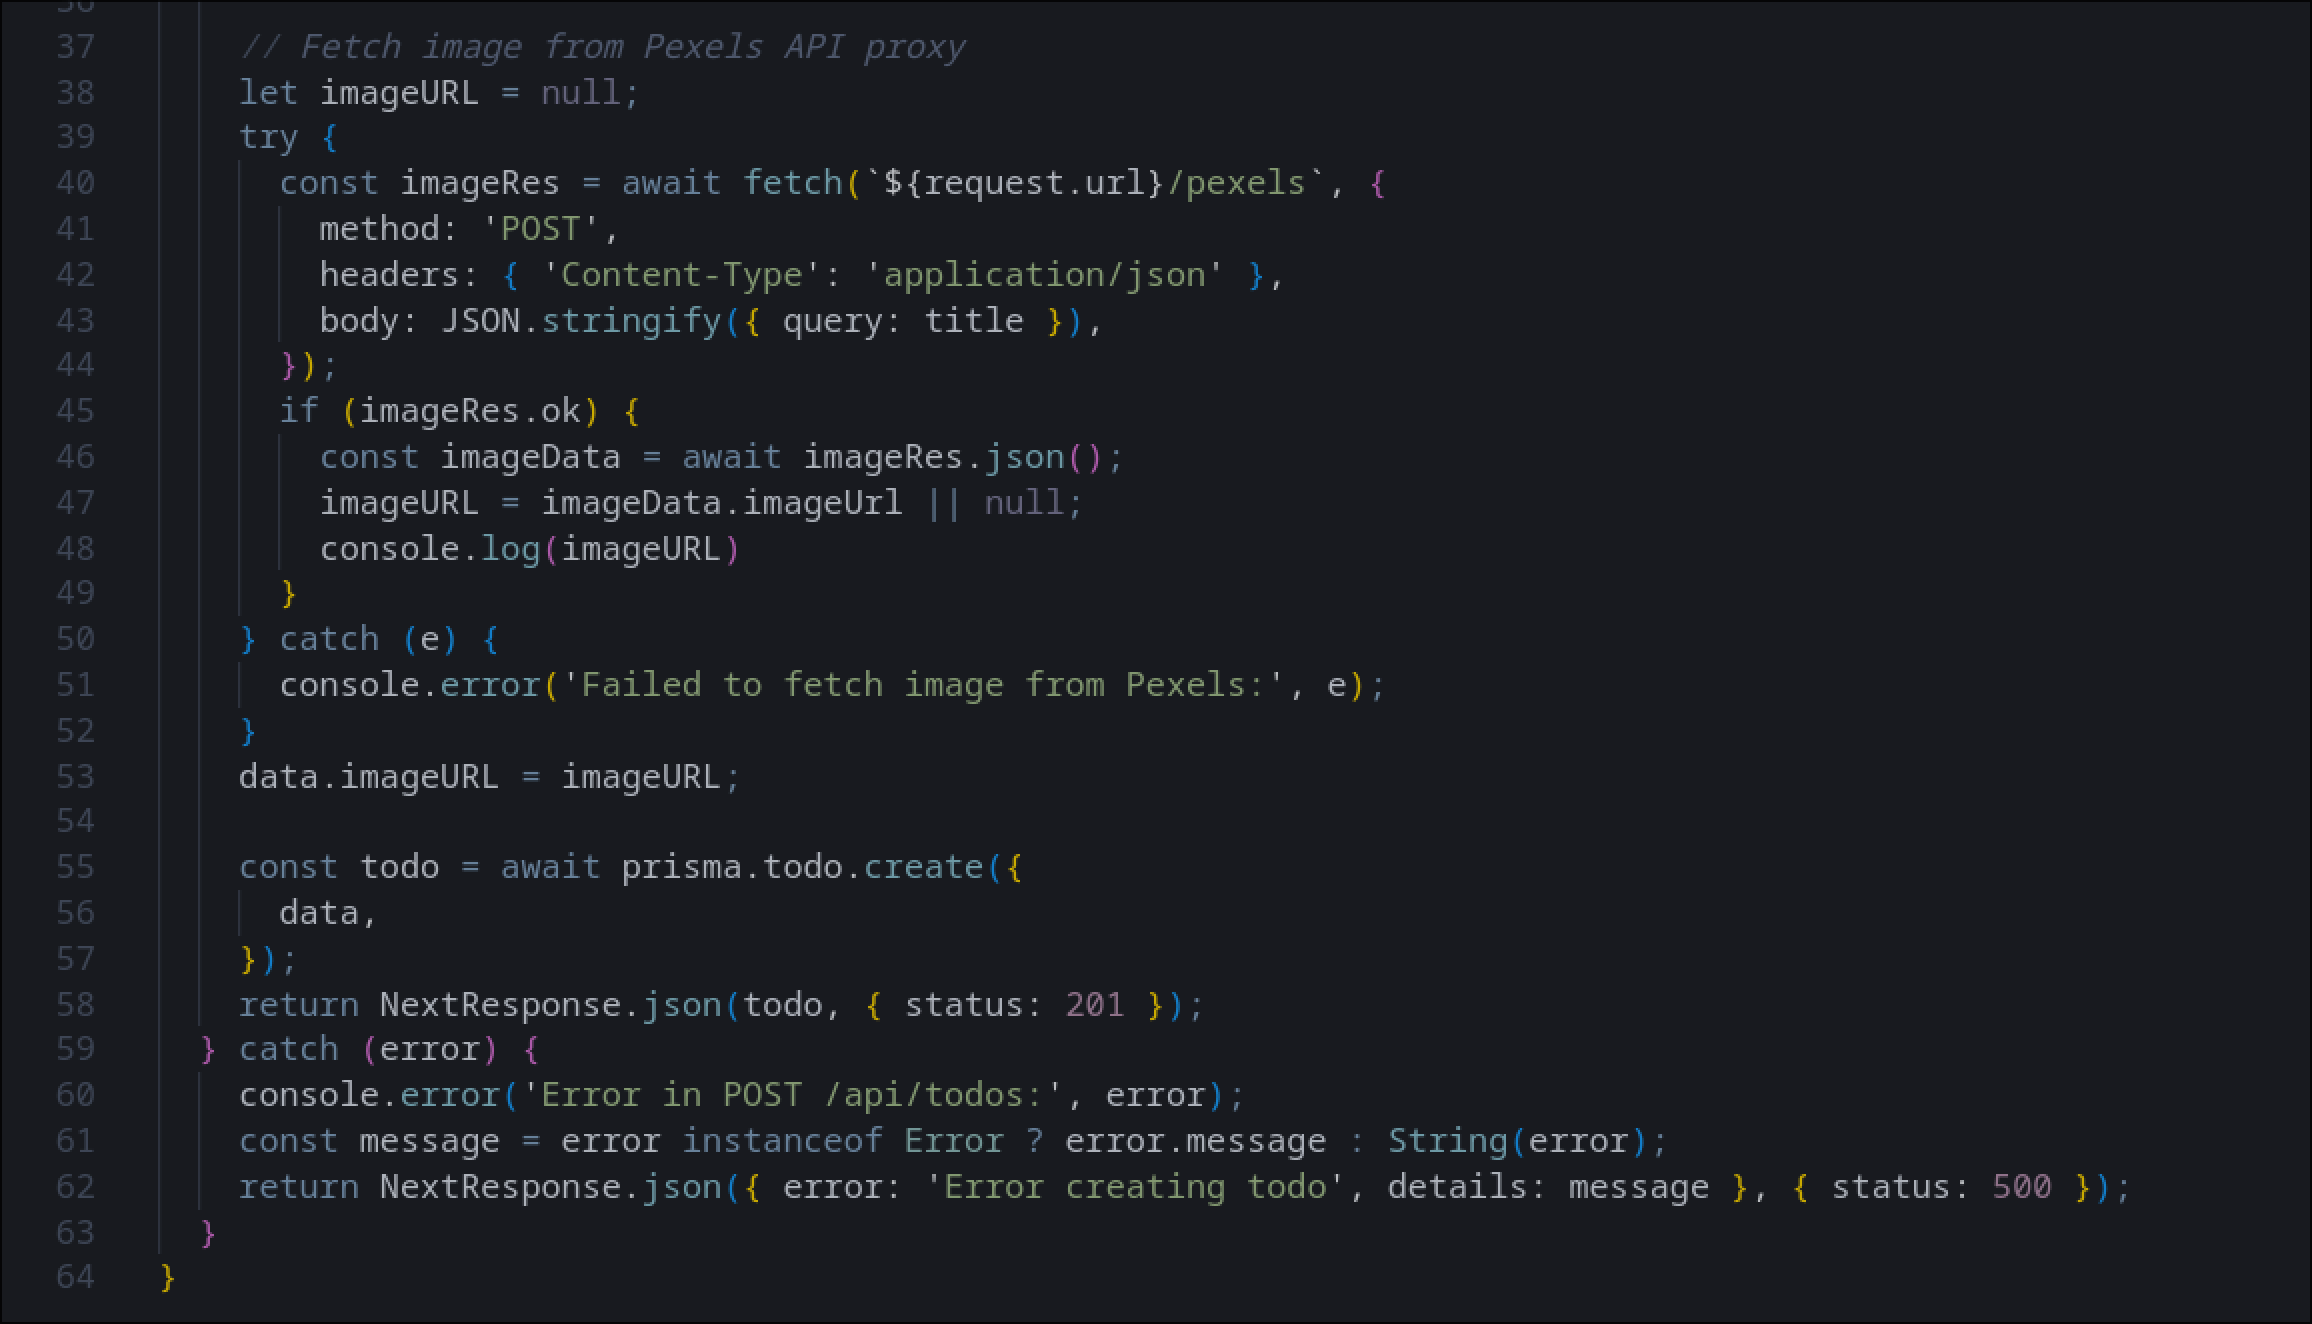 36
37 // Fetch image from Pexels API proxy
38 let imageURL = null;
39 try {
40 const imageRes = await fetch(`${request.url}/pexels`, {
41 method: 'POST',
42 headers: { 'Content-Type': 'application/json' },
43 body: JSON.stringify({ query: title }),
44 });
45 if (imageRes.ok) {
46 const imageData = await imageRes.json();
47 imageURL = imageData.imageUrl || null;
48 console.log(imageURL)
49 }
50 } catch (e) {
51 console.error('Failed to fetch image from Pexels:', e);
52 }
53 data.imageURL = imageURL;
54
55 const todo = await prisma.todo.create({
56 data,
57 });
58 return NextResponse.json(todo, { status: 201 });
59 } catch (error) {
60 console.error('Error in POST /api/todos:', error);
61 const message = error instanceof Error ? error.message : String(error);
62 return NextResponse.json({ error: 'Error creating todo', details: message }, { status: 500 });
63 }
64 }